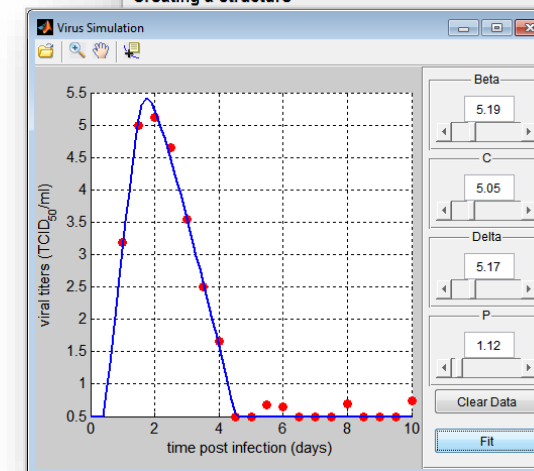 Creating a structure
Virus Simulation
viral titers (TCID50/ml)
5.5
5
4.5
4
3.5
3
2.5
2
1.5
1
0.5
0
2
4
6
8
10
time post infection (days)
Beta
5.19
C
5.05
Delta
5.17
P
1.12
Clear Data
Fit